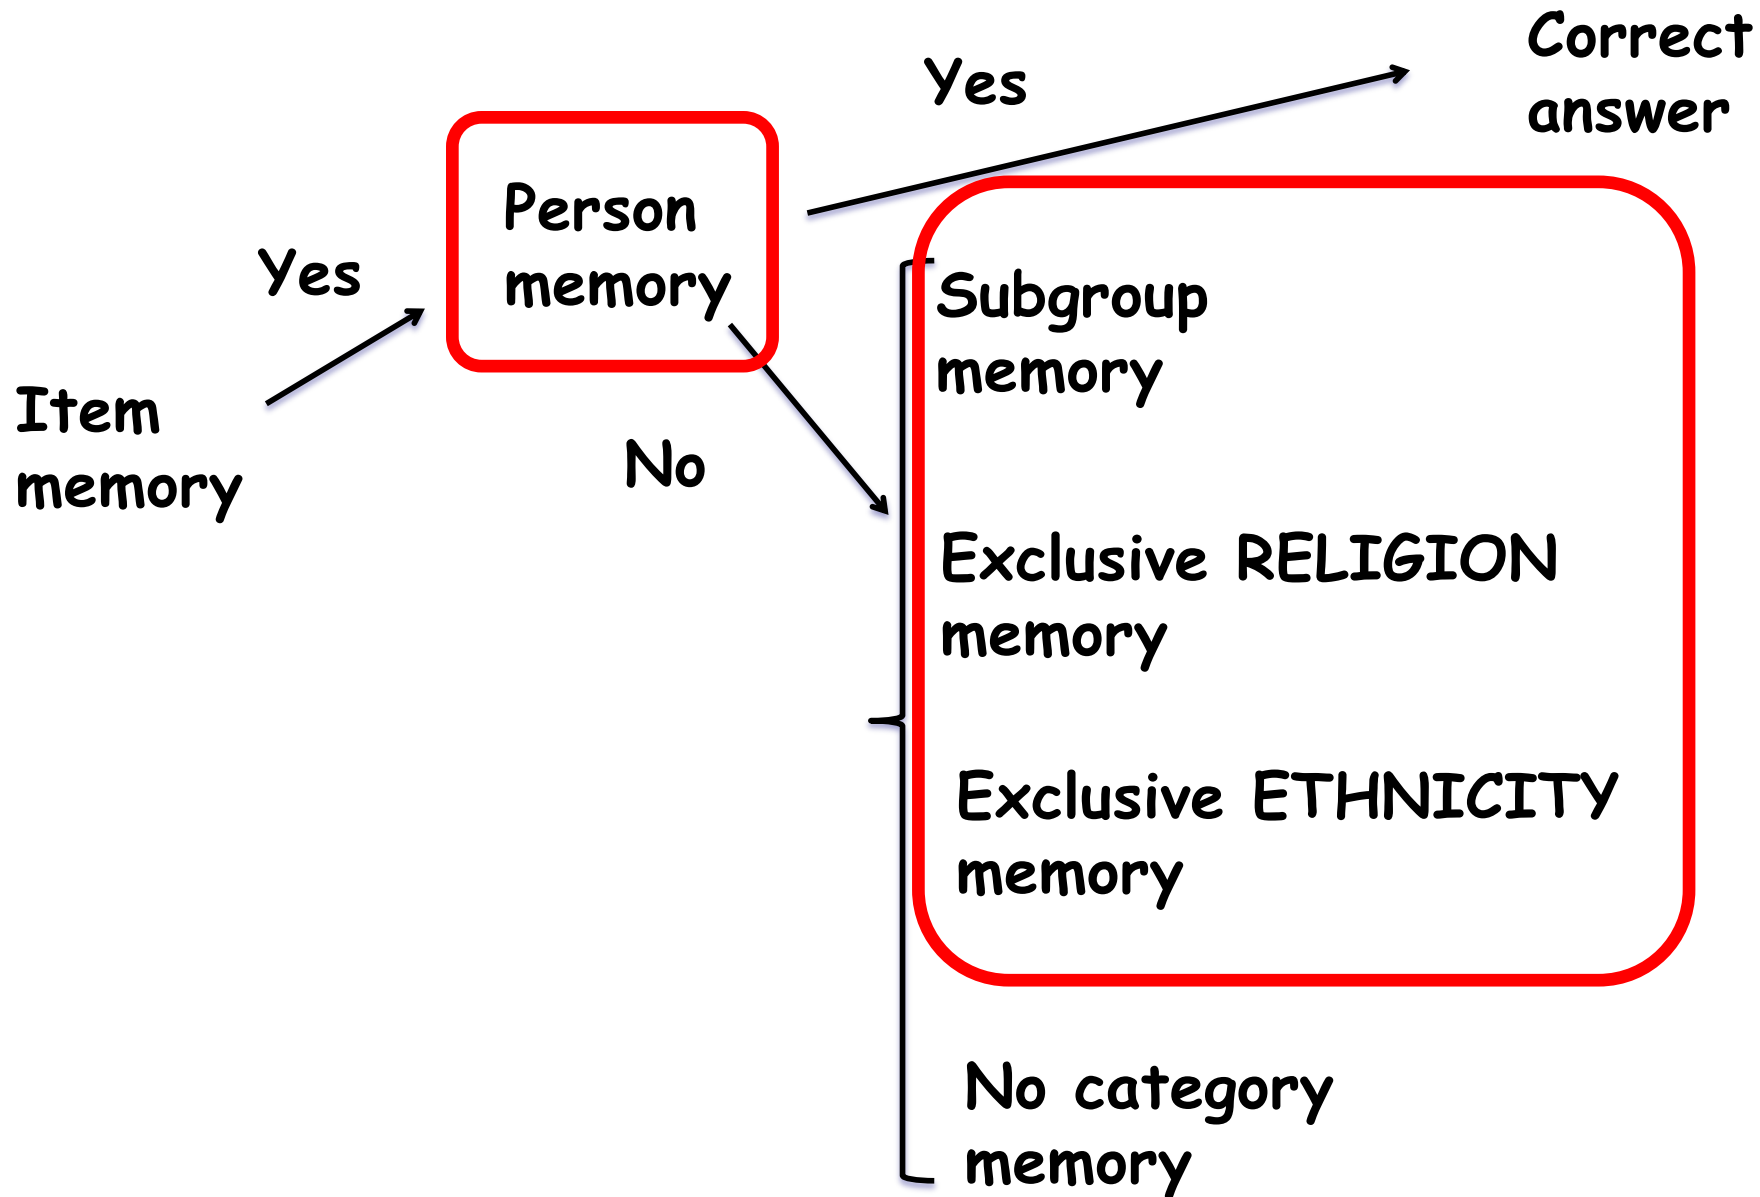 Correct
answer
Yes
Person
memory
Yes
Item
memory
No
Subgroup
memory
Exclusive RELIGION
memory
Exclusive ETHNICITY
memory
No category
memory